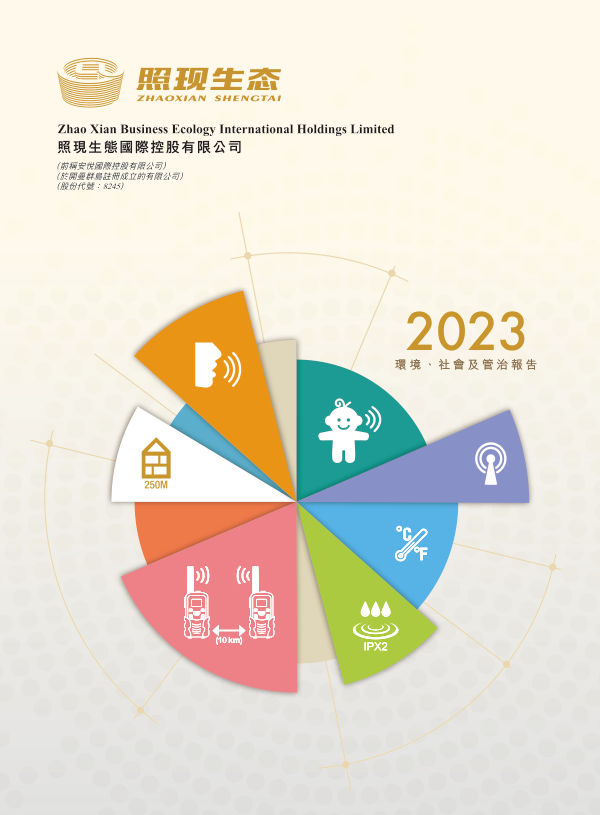 照现生态
ZHAOXIAN SHENGTAI
Zhao Xian Business Ecology International Holdings Limited
照現生態國際控股有限公司
(前稱安悅國際控股有限公司)
(於開曼群島註冊成立的有限公司)
(股份代號：8245)
2023
環境、社會及管治報告
250M
°C
°F
(10 km)
IPX2